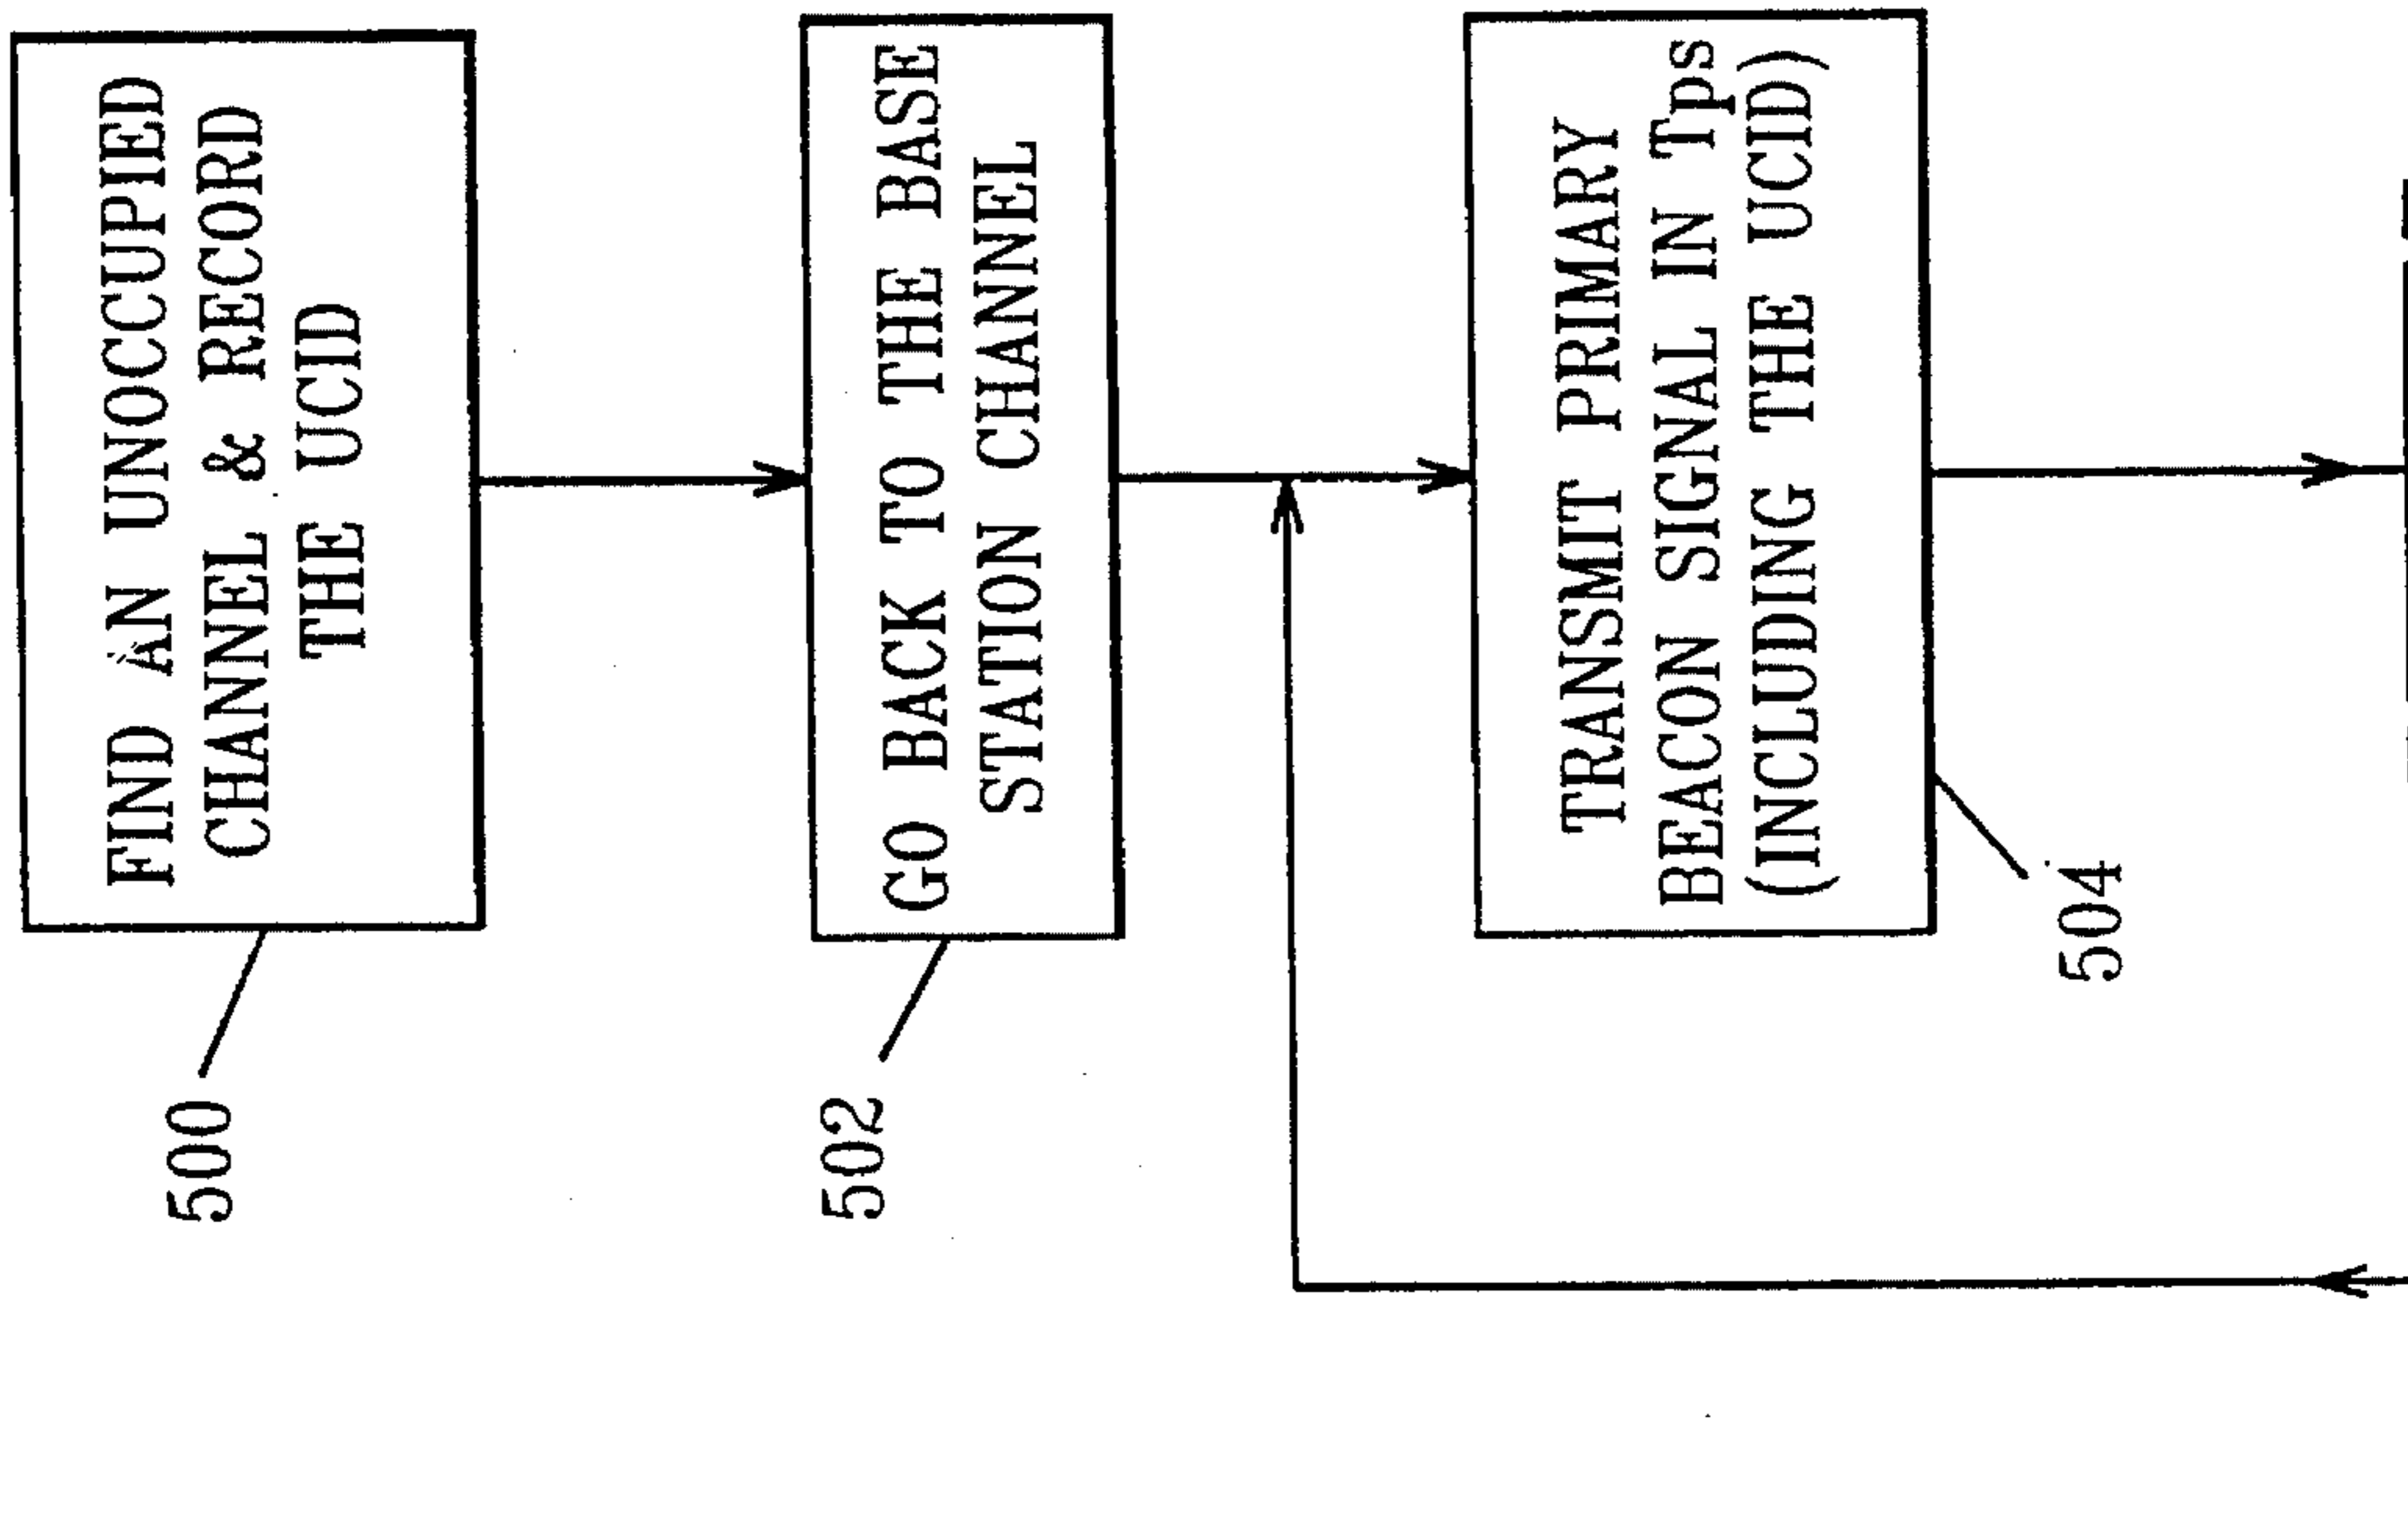 FIND AN UNOCCUPIED
CHANNEL & RECORD
THE UCID
500
GO BACK TO THE BASE
STATION CHANNEL
502
TRANSMIT PRIMARY
BEACON SIGNAL IN Tps
(INCLUDING THE UCID)
504